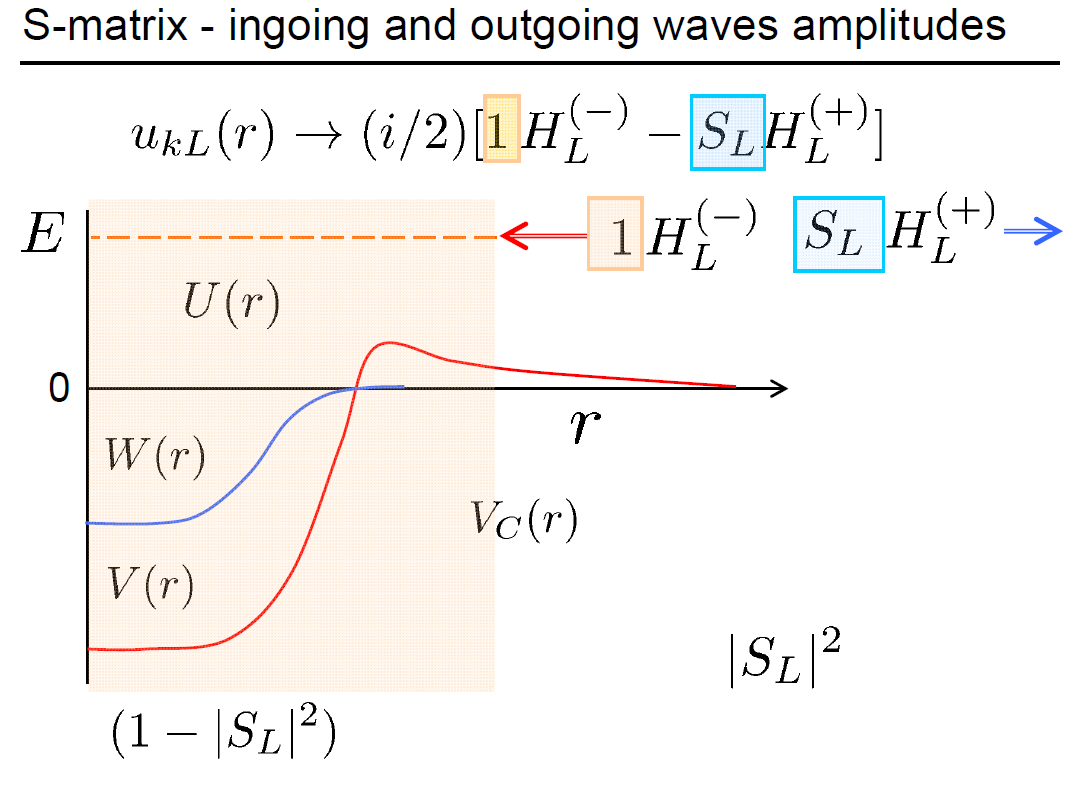 S-matrix - ingoing and outgoing waves amplitudes
u_{kL}(r) → (i/2)[1 H_L^{(-)} − S_L H_L^{(+)}]
E
1 H_L^{(-)}
S_L H_L^{(+)}
U(r)
0
r
W(r)
V_C(r)
V(r)
|S_L|^2
(1 − |S_L|^2)